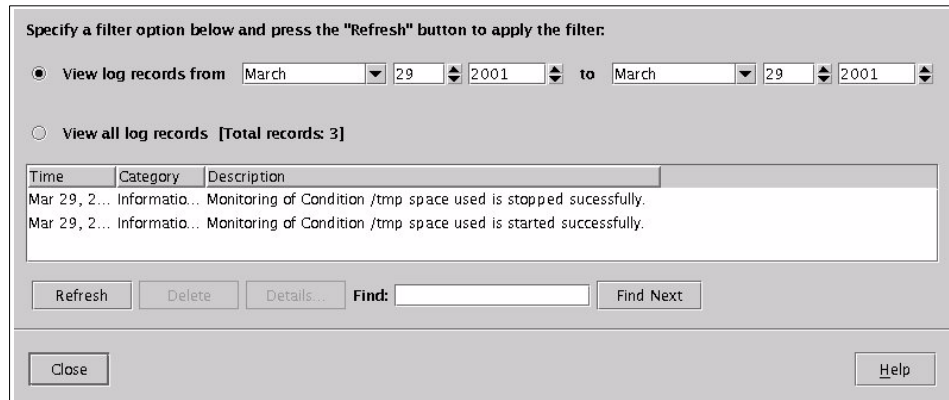 Specify a filter option below and press the "Refresh" button to apply the filter:
View log records from March 29 2001 to March 29 2001
View all log records [Total records: 3]
Time Category Description
Mar 29, 2... Informatio... Monitoring of Condition /tmp space used is stopped sucessfully.
Mar 29, 2... Informatio... Monitoring of Condition /tmp space used is started successfully.
Refresh Delete Details... Find: Find Next
Close Help